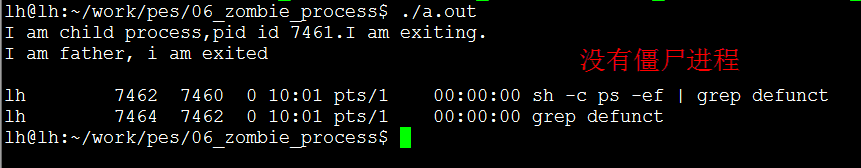 lh@lh:~/work/pes/06_zombie_process$ ./a.out
I am child process,pid id 7461.I am exiting.
I am father, i am exited
没有僵尸进程
lh 7462 7460 0 10:01 pts/1 00:00:00 sh -c ps -ef | grep defunct
lh 7464 7462 0 10:01 pts/1 00:00:00 grep defunct
lh@lh:~/work/pes/06_zombie_process$